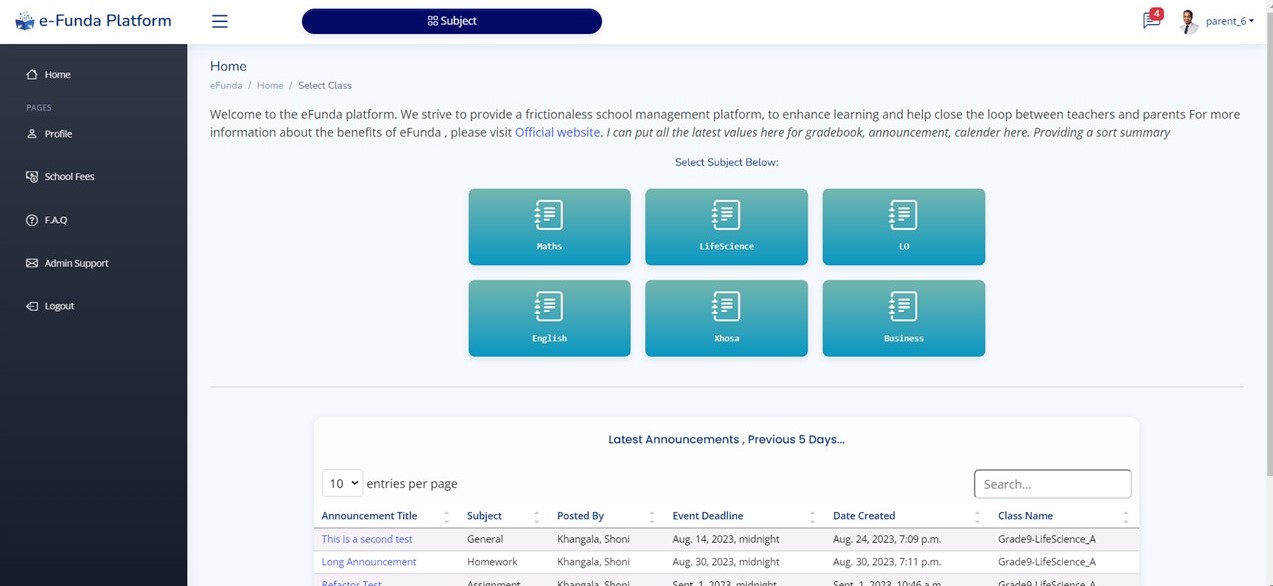 e-Funda Platform
Subject
4
parent_6
Home
PAGES
Profile
School Fees
F.A.Q
Admin Support
Logout
Home
eFunda / Home / Select Class
Welcome to the eFunda platform. We strive to provide a frictionaless school management platform, to enhance learning and help close the loop between teachers and parents For more
information about the benefits of eFunda , please visit Official website. I can put all the latest values here for gradebook, announcement, calender here. Providing a sort summary
Select Subject Below:
Maths LifeScience LO
English Xhosa Business
Latest Announcements , Previous 5 Days...
10 entries per page Search...
Announcement Title Subject Posted By Event Deadline Date Created Class Name
This is a second test General Khangala, Shoni Aug. 14, 2023, midnight Aug. 24, 2023, 7:09 p.m. Grade9-LifeScience_A
Long Announcement Homework Khangala, Shoni Aug. 30, 2023, midnight Aug. 30, 2023, 7:11 p.m. Grade9-LifeScience_A
Refactor Test Assignment Khangala, Shoni Sept. 1, 2023, midnight Sept. 1, 2023, 10:46 a.m. Grade9-LifeScience_A